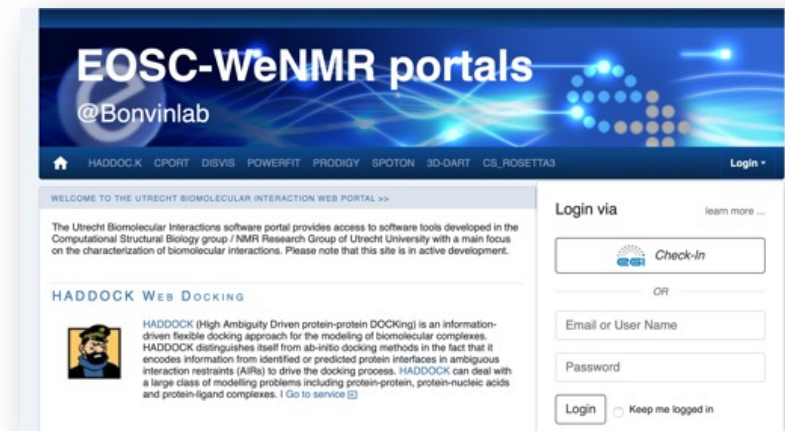 EOSC-WeNMR portals
@Bonvinlab
HADDOC.K CPORT DISVIS POWERFIT PRODIGY SPOTON 3D-DART CS_ROSETTA3 Login
WELCOME TO THE UTRECHT BIOMOLECULAR INTERACTION WEB PORTAL >>
The Utrecht Biomolecular Interactions software portal provides access to software tools developed in the
Computational Structural Biology group / NMR Research Group of Utrecht University with a main focus
on the characterization of biomolecular interactions. Please note that this site is in active development.
HADDOCK WEB DOCKING
HADDOCK (High Ambiguity Driven protein-protein DOCKing) is an information-
driven flexible docking approach for the modeling of biomolecular complexes.
HADDOCK distinguishes itself from ab-initio docking methods in the fact that it
encodes information from identified or predicted protein interfaces in ambiguous
interaction restraints (AIRs) to drive the docking process. HADDOCK can deal with
a large class of modelling problems including protein-protein, protein-nucleic acids
and protein-ligand complexes. | Go to service
Login via learn more ...
eGi Check-In
OR
Email or User Name
Password
Login Keep me logged in